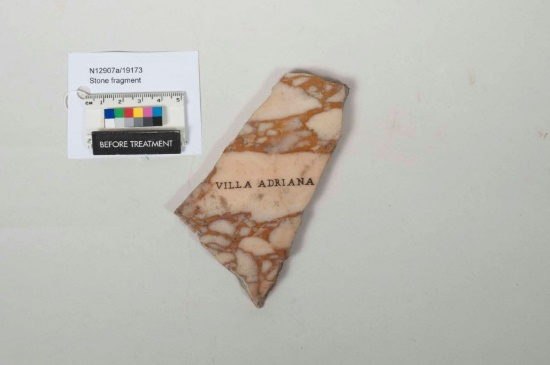 N12907a/19173
Stone fragment
CM 1 2 3 4 5
BEFORE TREATMENT
VILLA ADRIANA